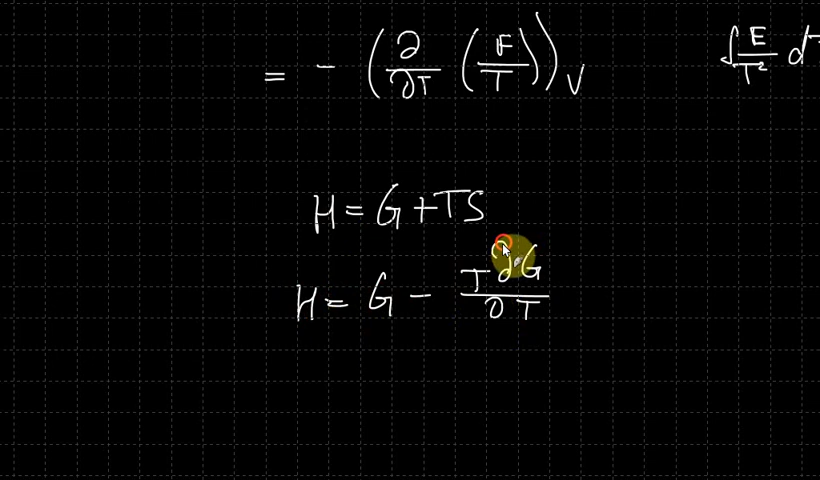 = - (∂/∂T (F/T))_V
∫ E/T² d
H = G + TS
H = G - T∂G/∂T